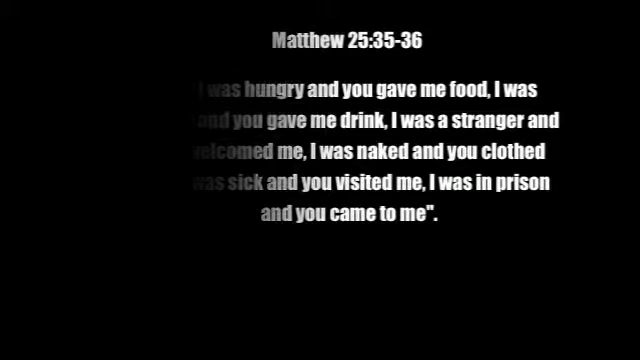 Matthew 25:35-36
I was hungry and you gave me food, I was
and you gave me drink, I was a stranger and
welcomed me, I was naked and you clothed
was sick and you visited me, I was in prison
and you came to me".